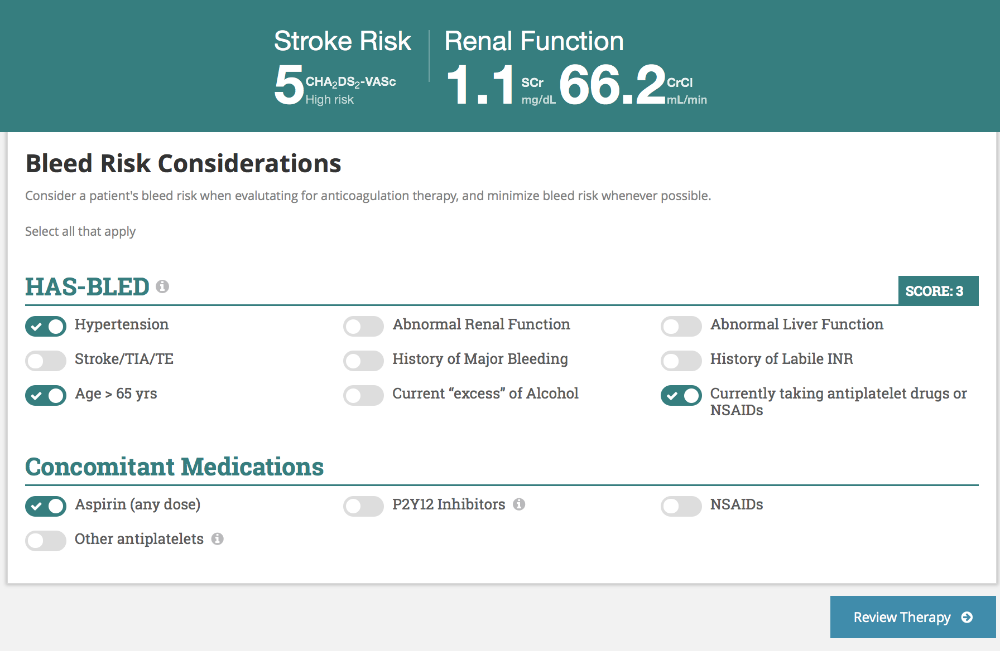 Stroke Risk
5 CHA₂DS₂-VASc
High risk
Renal Function
1.1 SCr
mg/dL
66.2 CrCl
mL/min
Bleed Risk Considerations
Consider a patient's bleed risk when evalutating for anticoagulation therapy, and minimize bleed risk whenever possible.
Select all that apply
HAS-BLED
SCORE: 3
Hypertension
Abnormal Renal Function
Abnormal Liver Function
Stroke/TIA/TE
History of Major Bleeding
History of Labile INR
Age > 65 yrs
Current “excess” of Alcohol
Currently taking antiplatelet drugs or
NSAIDs
Concomitant Medications
Aspirin (any dose)
P2Y12 Inhibitors
NSAIDs
Other antiplatelets
Review Therapy